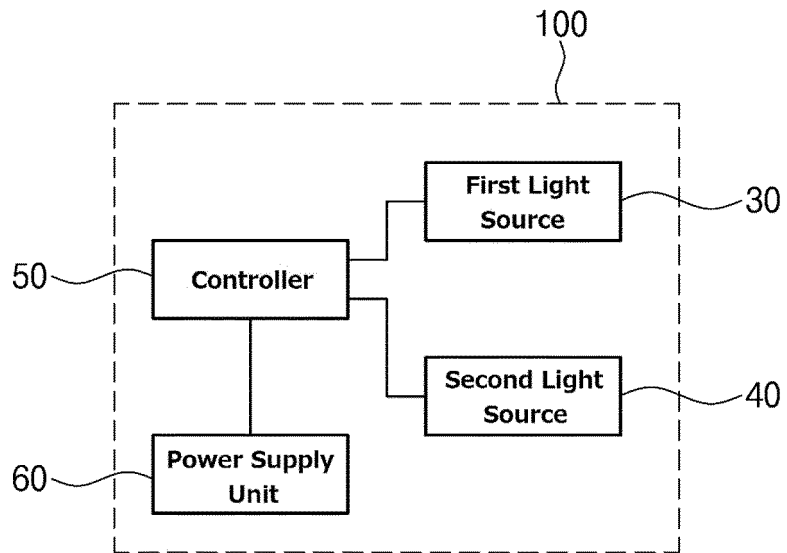 100
First Light
Source
30
50
Controller
Second Light
Source
40
60
Power Supply
Unit